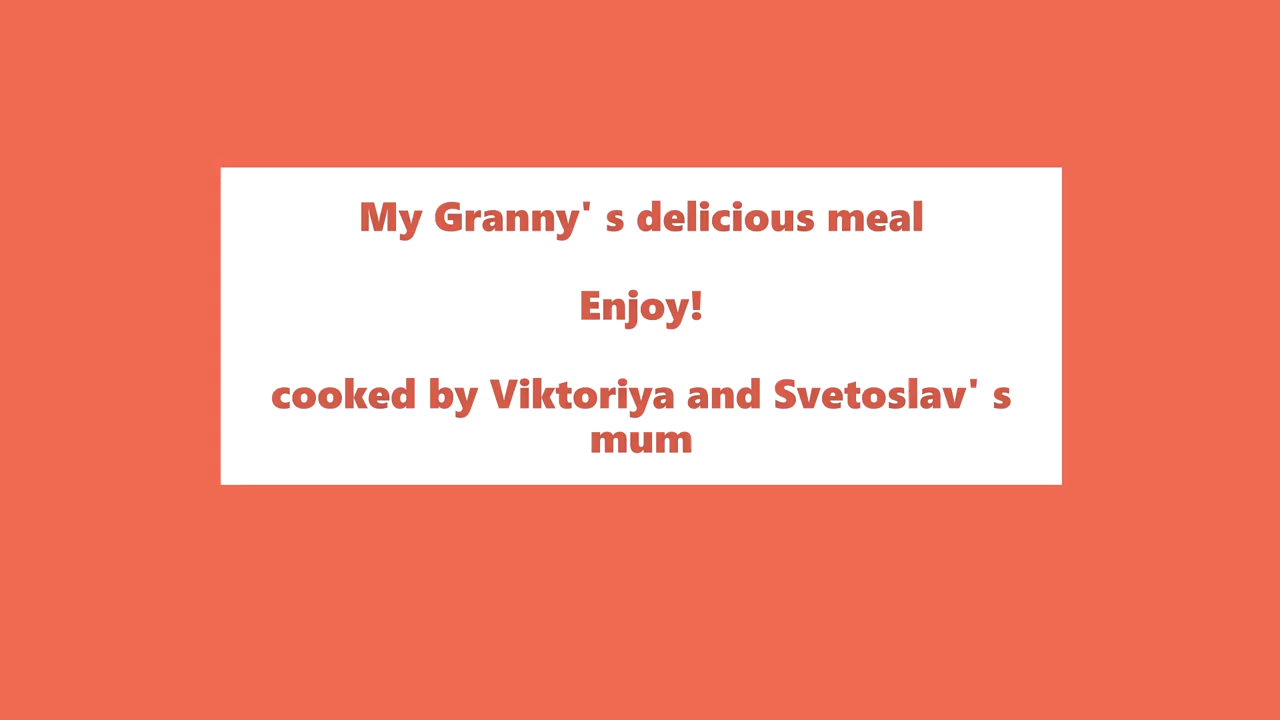 My Granny' s delicious meal
Enjoy!
cooked by Viktoriya and Svetoslav' s
mum